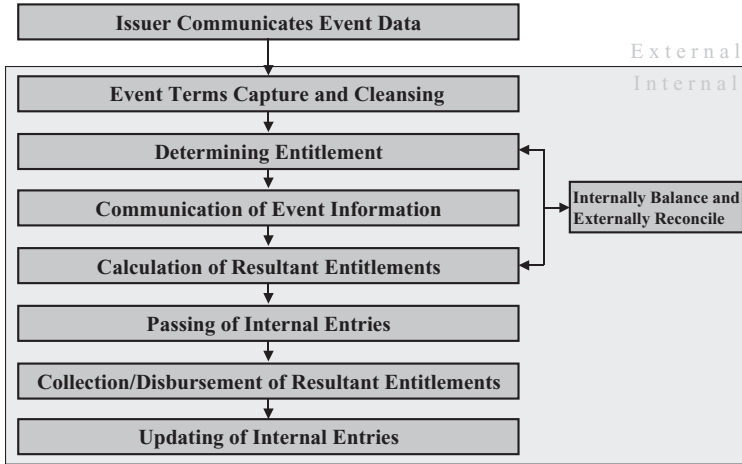 Issuer Communicates Event Data
External
Internal
Event Terms Capture and Cleansing
Determining Entitlement
Communication of Event Information
Internally Balance and
Externally Reconcile
Calculation of Resultant Entitlements
Passing of Internal Entries
Collection/Disbursement of Resultant Entitlements
Updating of Internal Entries